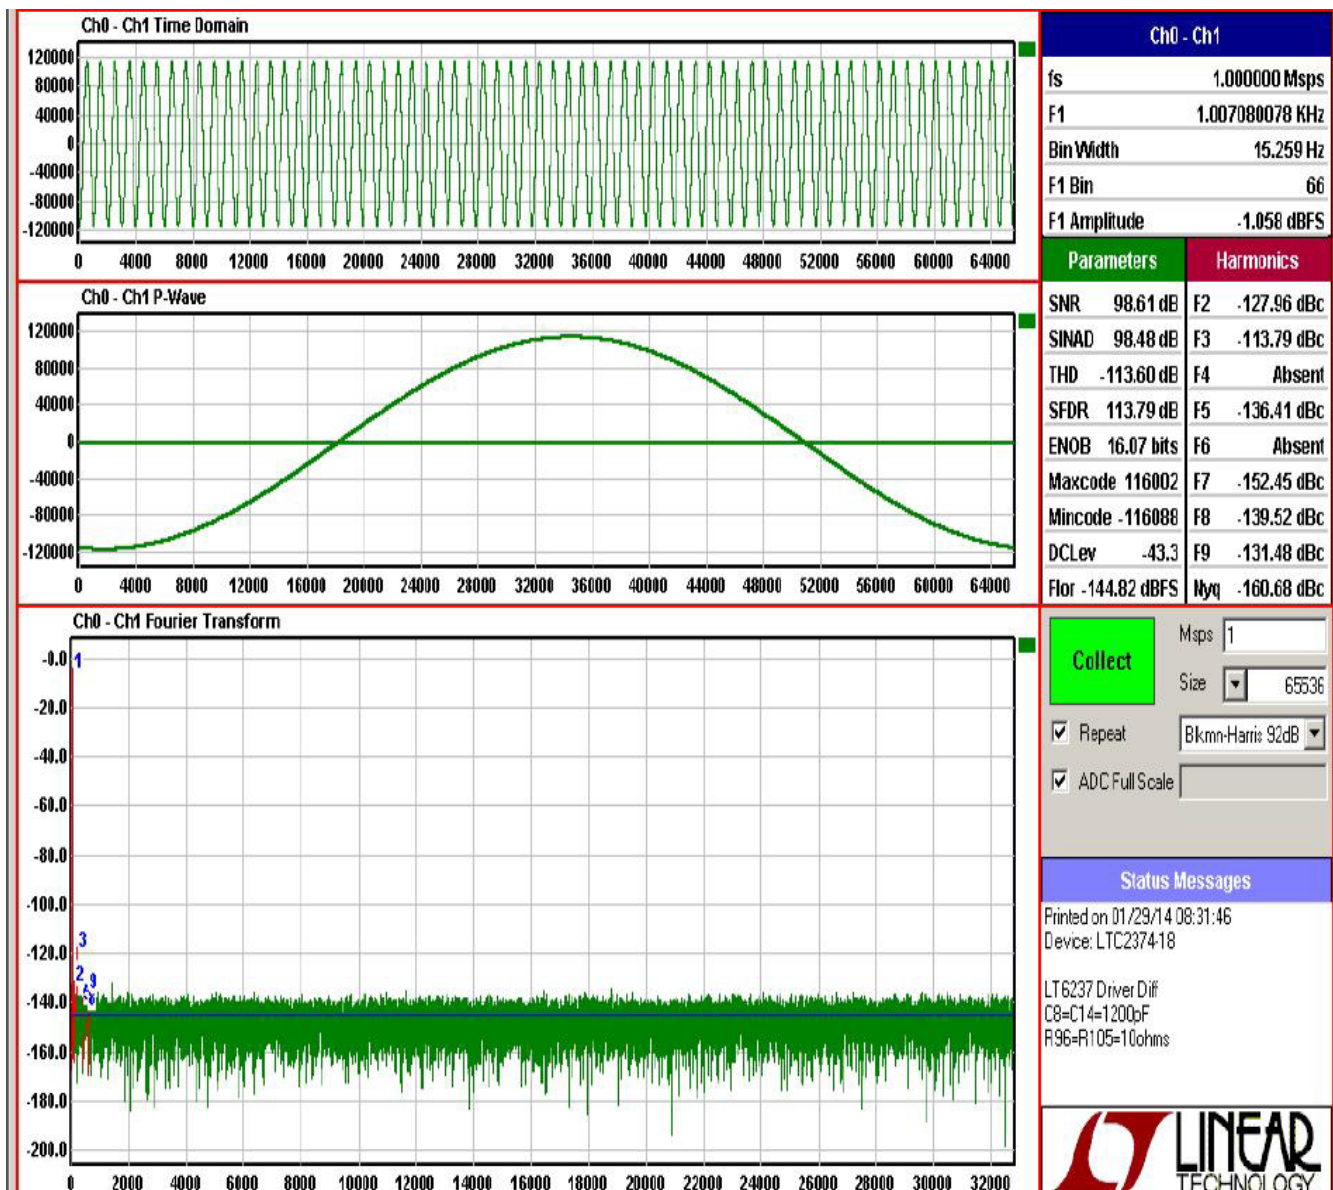 Ch0 - Ch1 Time Domain
120000
80000
40000
0
-40000
-80000
-120000
0 4000 8000 12000 16000 20000 24000 28000 32000 36000 40000 44000 48000 52000 56000 60000 64000
Ch0 - Ch1 P-Wave
120000
80000
40000
0
-40000
-80000
-120000
0 4000 8000 12000 16000 20000 24000 28000 32000 36000 40000 44000 48000 52000 56000 60000 64000
Ch0 - Ch1 Fourier Transform
-0.0
-20.0
-40.0
-60.0
-80.0
-100.0
-120.0
-140.0
-160.0
-180.0
-200.0
1
3
2
9
0 2000 4000 6000 8000 10000 12000 14000 16000 18000 20000 22000 24000 26000 28000 30000 32000
Ch0 - Ch1
fs 1.000000 Msps
F1 1.007080078 KHz
Bin Width 15.259 Hz
F1 Bin 66
F1 Amplitude -1.058 dBFS
Parameters Harmonics
SNR 98.61 dB F2 -127.96 dBc
SINAD 98.48 dB F3 -113.79 dBc
THD -113.60 dB F4 Absent
SFDR 113.79 dB F5 -136.41 dBc
ENOB 16.07 bits F6 Absent
Maxcode 116002 F7 -152.45 dBc
Mincode -116088 F8 -139.52 dBc
DCLev -43.3 F9 -131.48 dBc
Flor -144.82 dBFS Nyq -160.68 dBc
Collect
Msps 1
Size 65536
Repeat Blkmn-Harris 92dB
ADC Full Scale
Status Messages
Printed on 01/29/14 08:31:46
Device: LTC2374-18
LT6237 Driver Diff
C8=C14=1200pF
R96=R105=10ohms
LINEAR
TECHNOLOGY